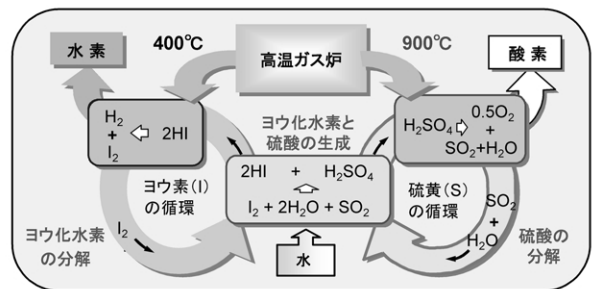 水 素
400℃
高温ガス炉
900℃
酸 素
H₂
+
I₂
2HI
ヨウ化水素と
硫酸の生成
H₂SO₄
0.5O₂
+
SO₂+H₂O
2HI + H₂SO₄
I₂ + 2H₂O + SO₂
ヨウ素(I)
の循環
硫黄(S)
の循環
ヨウ化水素
の分解
I₂
水
SO₂
+
H₂O
硫酸の
分解